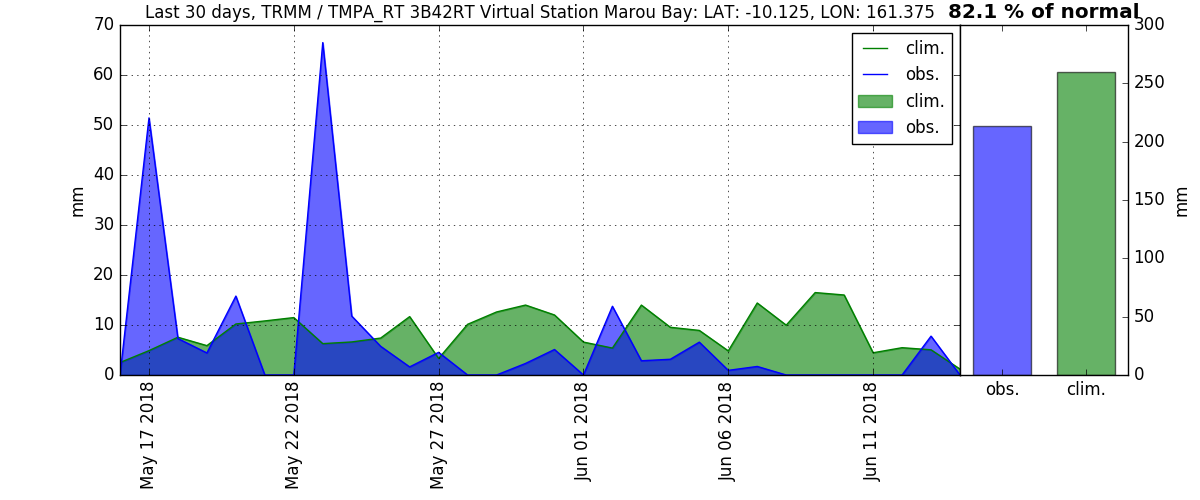 Last 30 days, TRMM / TMPA_RT 3B42RT Virtual Station Marou Bay: LAT: -10.125, LON: 161.375
82.1 % of normal
70
60
50
40
30
20
10
0
mm
clim.
obs.
clim.
obs.
May 17 2018
May 22 2018
May 27 2018
Jun 01 2018
Jun 06 2018
Jun 11 2018
300
250
200
150
100
50
0
mm
obs.
clim.